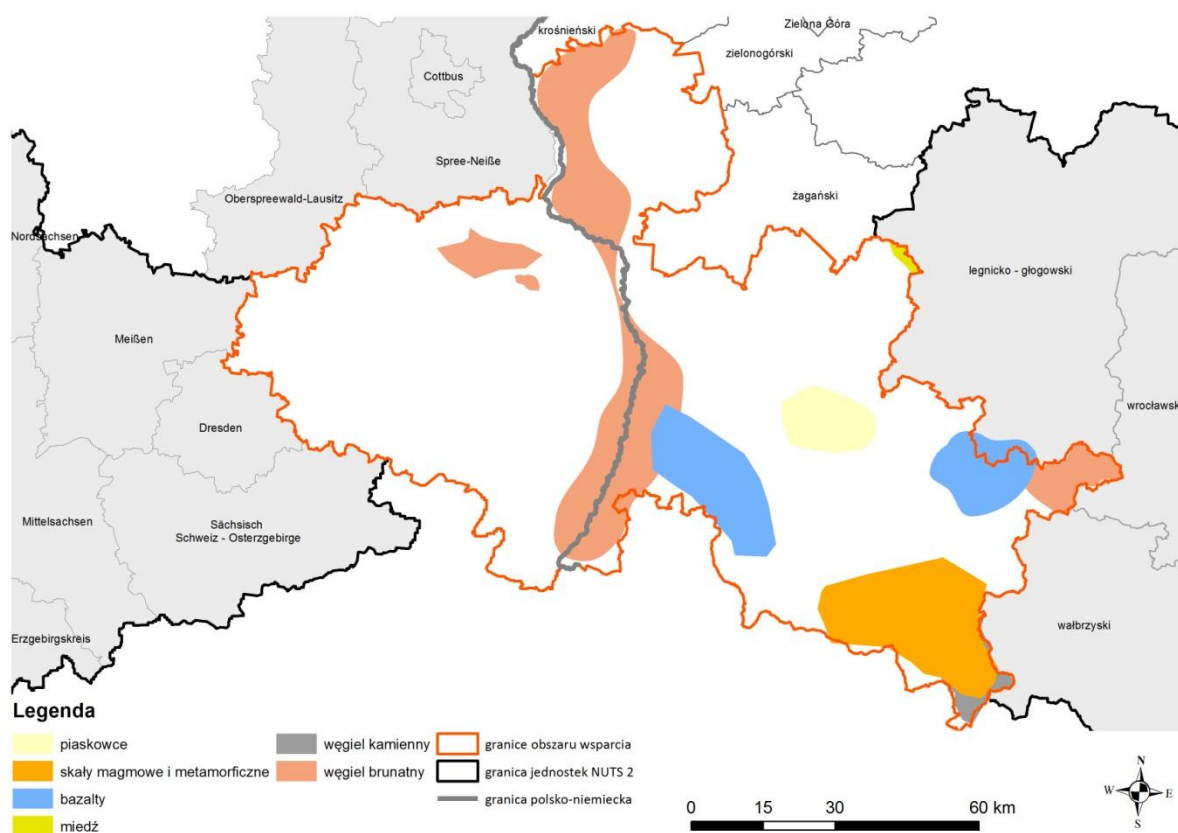 krośnieński
Zielona Góra
zielonogórski
Cottbus
Spree-Neiße
żagański
Oberspreewald-Lausitz
Nordsachsen
legnicko - głogowski
Meißen
Dresden
wrocławsk
Mittelsachsen
Sächsisch
Schweiz - Osterzgebirge
Erzgebirgskreis
wałbrzyski
Legenda
piaskowce
skały magmowe i metamorficzne
bazalty
miedź
węgiel kamienny
węgiel brunatny
granice obszaru wsparcia
granica jednostek NUTS 2
granica polsko-niemiecka
0 15 30 60 km
N
W E
S